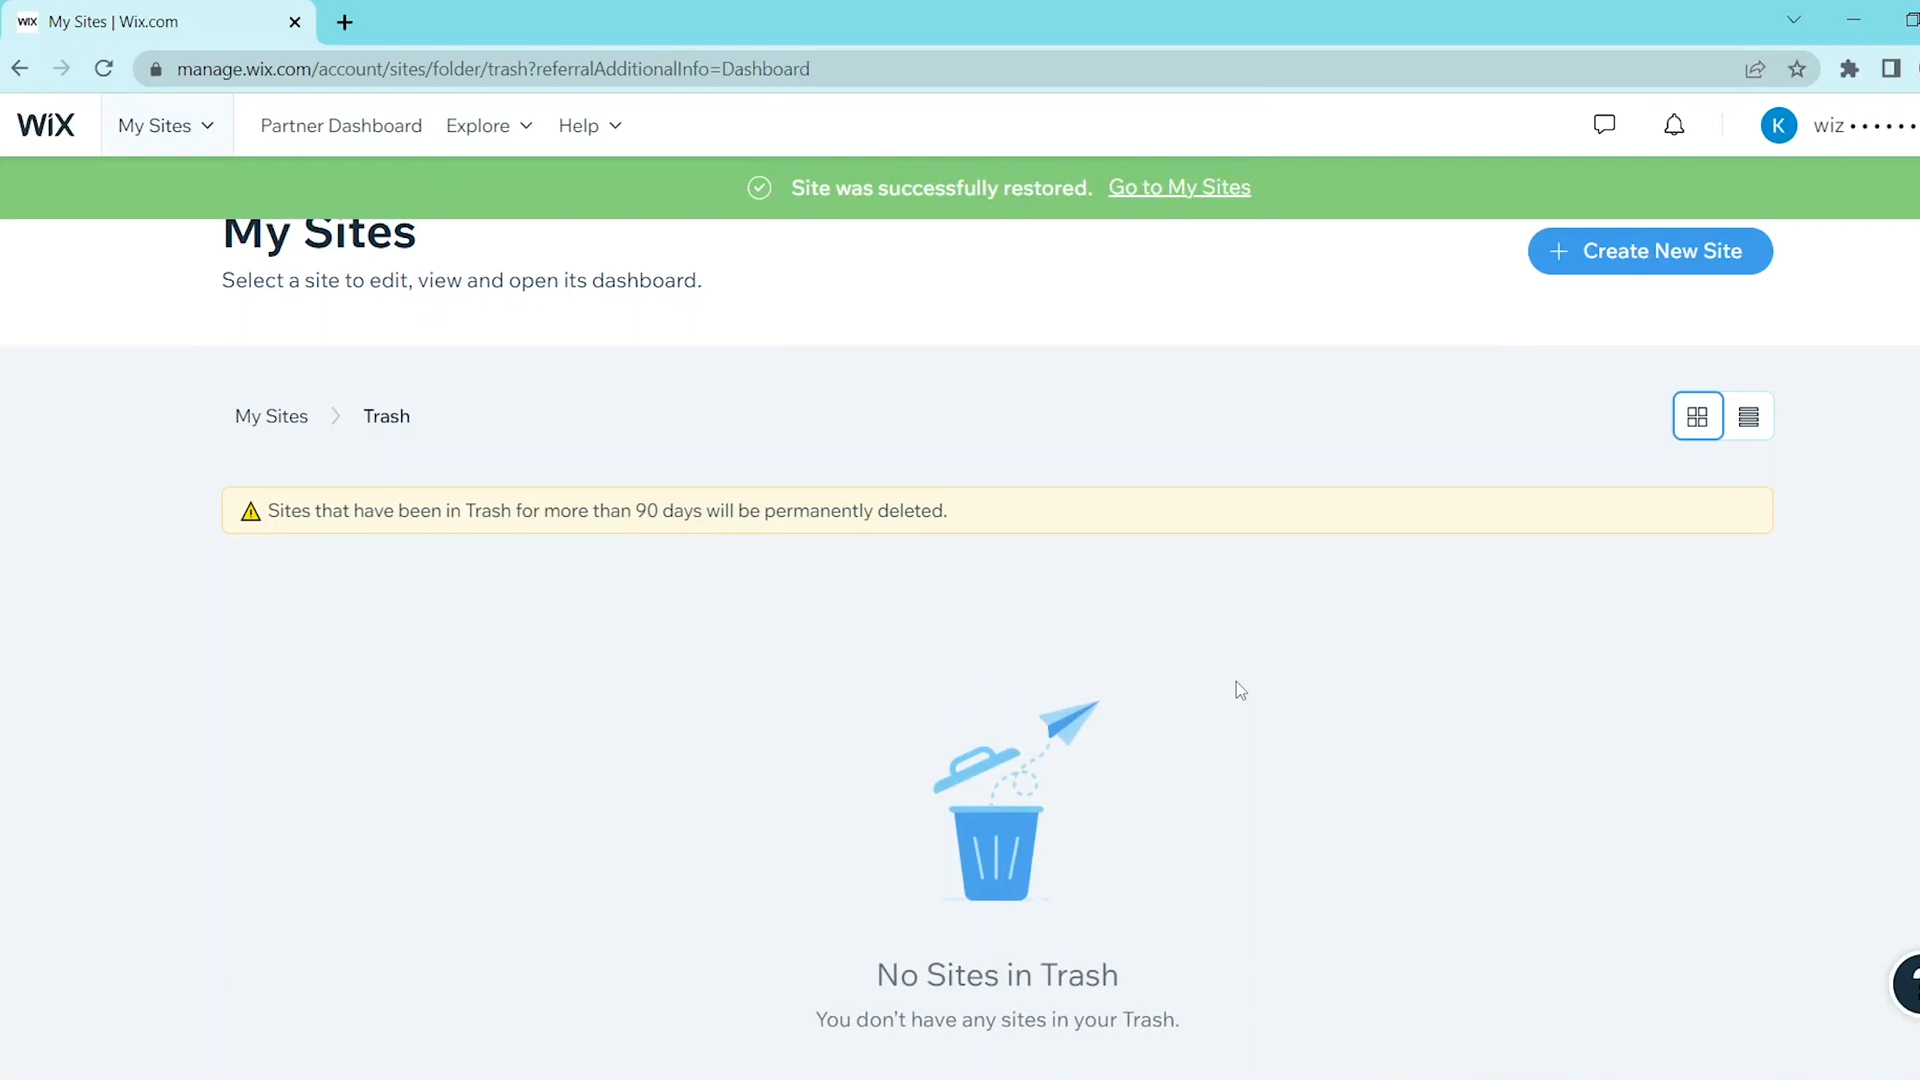 WIX My Sites | Wix.com
manage.wix.com/account/sites/folder/trash?referralAdditionalInfo=Dashboard
WIX My Sites Partner Dashboard Explore Help K wiz
Site was successfully restored. Go to My Sites
My Sites
+ Create New Site
Select a site to edit, view and open its dashboard.
My Sites > Trash
Sites that have been in Trash for more than 90 days will be permanently deleted.
No Sites in Trash
You don't have any sites in your Trash.